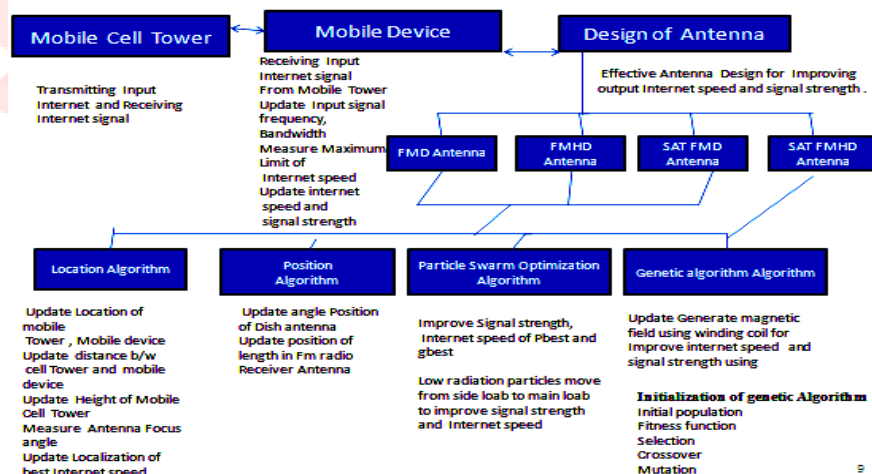 Mobile Cell Tower
Mobile Device
Design of Antenna
Transmitting Input
Internet and Receiving
Internet signal
Receiving Input
Internet signal
From Mobile Tower
Update Input signal
frequency,
Bandwidth
Measure Maximum
Limit of
Internet speed
Update internet
speed and
signal strength
Effective Antenna Design for Improving
output Internet speed and signal strength .
FMD Antenna
FMHD
Antenna
SAT FMD
Antenna
SAT FMHD
Antenna
Location Algorithm
Position
Algorithm
Particle Swarm Optimization
Algorithm
Genetic algorithm Algorithm
Update Location of
mobile
Tower , Mobile device
Update distance b/w
cell Tower and mobile
device
Update Height of Mobile
Cell Tower
Measure Antenna Focus
angle
Update Localization of
best Internet speed
Update angle Position
of Dish antenna
Update position of
length in Fm radio
Receiver Antenna
Improve Signal strength,
Internet speed of Pbest and
gbest
Low radiation particles move
from side loab to main loab
to improve signal strength
and Internet speed
Update Generate magnetic
field using winding coil for
Improve internet speed and
signal strength using
Initialization of genetic Algorithm
Initial population
Fitness function
Selection
Crossover
Mutation
9